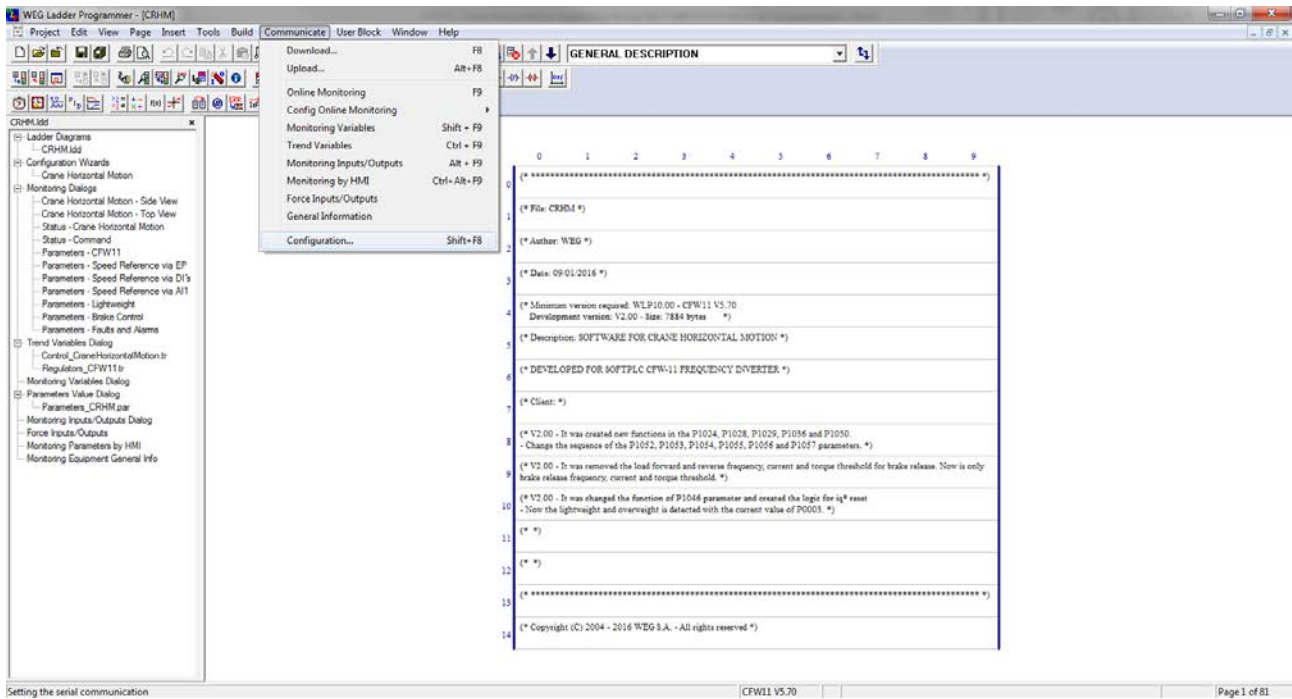 WEG Ladder Programmer - [CRHM]
Project Edit View Page Insert Tools Build Communicate User Block Window Help
GENERAL DESCRIPTION
Download... F8
Upload... Alt+F8
Online Monitoring F9
Config Online Monitoring
Monitoring Variables Shift + F9
Trend Variables Ctrl + F9
Monitoring Inputs/Outputs Alt + F9
Monitoring by HMI Ctrl+Alt+F9
Force Inputs/Outputs
General Information
Configuration... Shift+F8
CRHM.ldd
Ladder Diagrams
CRHM.ldd
Configuration Wizards
Crane Horizontal Motion
Monitoring Dialogs
Crane Horizontal Motion - Side View
Crane Horizontal Motion - Top View
Status - Crane Horizontal Motion
Status - Command
Parameters - CFW11
Parameters - Speed Reference via EP
Parameters - Speed Reference via DI's
Parameters - Speed Reference via AI1
Parameters - Lightweight
Parameters - Brake Control
Parameters - Faults and Alarms
Trend Variables Dialog
Control_CraneHorizontalMotion.tr
Regulators_CFW11.tr
Monitoring Variables Dialog
Parameters Value Dialog
Parameters_CRHM.par
Monitoring Inputs/Outputs Dialog
Force Inputs/Outputs
Monitoring Parameters by HMI
Monitoring Equipment General Info
0 1 2 3 4 5 6 7 8 9
0
1 (* File: CRHM *)
2 (* Author: WEG *)
3 (* Date: 09/01/2016 *)
4 (* Minimum version required: WLP10.00 - CFW11 V5.70
Development version: V2.00 - Size: 7884 bytes *)
5 (* Description: SOFTWARE FOR CRANE HORIZONTAL MOTION *)
6 (* DEVELOPED FOR SOFTPLC CFW-11 FREQUENCY INVERTER *)
7 (* Client: *)
8 (* V2.00 - It was created new functions in the P1024, P1028, P1029, P1036 and P1050.
- Change the sequence of the P1052, P1053, P1054, P1055, P1056 and P1057 parameters. *)
9 (* V2.00 - It was removed the load forward and reverse frequency, current and torque threshold for brake release. Now is only
brake release frequency, current and torque threshold. *)
10 (* V2.00 - It was changed the function of P1046 parameter and created the logic for iq* reset
- Now the lightweight and overweight is detected with the current value of P0003. *)
11 (* *)
12 (* *)
13
14 (* Copyright (C) 2004 - 2016 WEG S.A. - All rights reserved *)
Setting the serial communication
CFW11 V5.70
Page 1 of 81